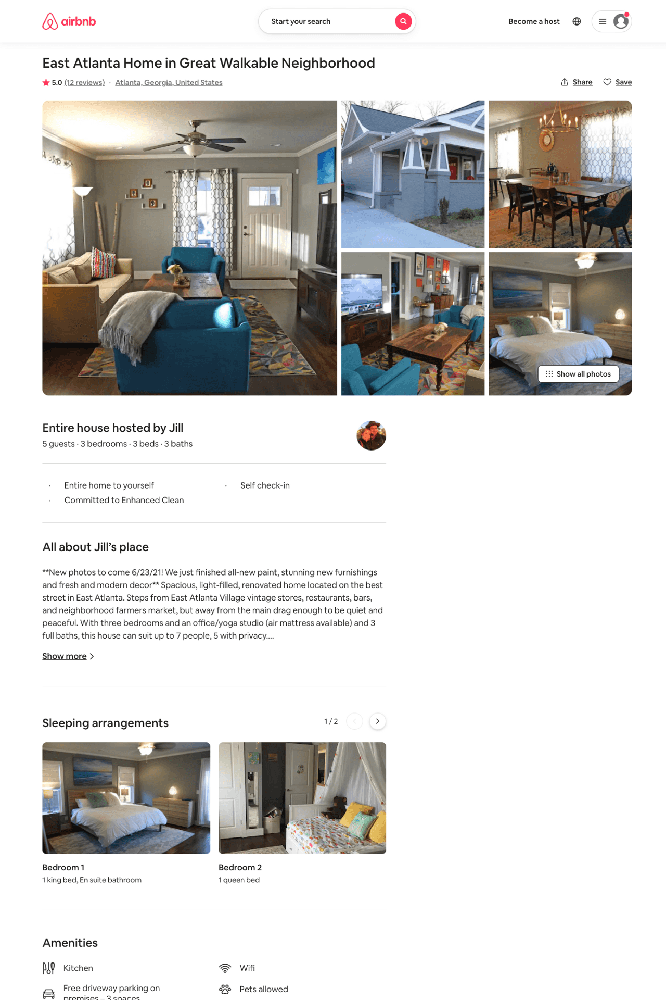 airbnb
Start your search
Become a host
East Atlanta Home in Great Walkable Neighborhood
5.0 (12 reviews) · Atlanta, Georgia, United States
Share
Save
Show all photos
Entire house hosted by Jill
5 guests · 3 bedrooms · 3 beds · 3 baths
· Entire home to yourself
· Self check-in
· Committed to Enhanced Clean
All about Jill’s place
**New photos to come 6/23/21! We just finished all-new paint, stunning new furnishings
and fresh and modern decor** Spacious, light-filled, renovated home located on the best
street in East Atlanta. Steps from East Atlanta Village vintage stores, restaurants, bars,
and neighborhood farmers market, but away from the main drag enough to be quiet and
peaceful. With three bedrooms and an office/yoga studio (air mattress available) and 3
full baths, this house can suit up to 7 people, 5 with privacy....
Show more
Sleeping arrangements
1 / 2
Bedroom 1
1 king bed, En suite bathroom
Bedroom 2
1 queen bed
Amenities
Kitchen
Wifi
Free driveway parking on
premises – 3 spaces
Pets allowed